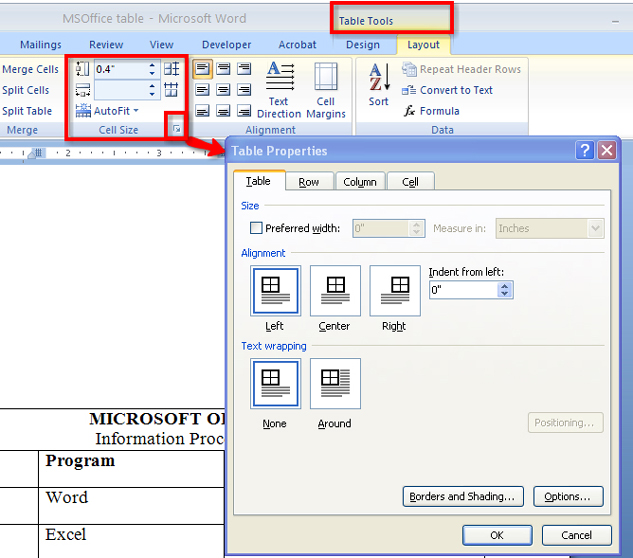 MSOffice table - Microsoft Word
Table Tools
Mailings Review View Developer Acrobat Design Layout
Merge Cells 0.4" Repeat Header Rows
Split Cells Convert to Text
Split Table AutoFit Text Direction Cell Margins Sort Formula
Merge Cell Size Alignment Data
2 3
Table Properties
Table Row Column Cell
Size
Preferred width: 0" Measure in: Inches
Alignment
Indent from left:
0"
Left Center Right
Text wrapping
None Around
Positioning...
Borders and Shading... Options...
OK Cancel
MICROSOFT
Information
Program
Word
Excel